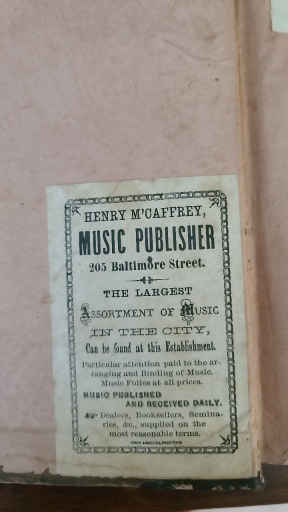 HENRY M'CAFFREY,
MUSIC PUBLISHER
205 Baltimore Street.
THE LARGEST
ASSORTMENT OF MUSIC
IN THE CITY,
Can be found at this Establishment.
Particular attention paid to the ar-
ranging and Binding of Music.
Music Folios at all prices.
MUSIC PUBLISHED
AND RECEIVED DAILY.
☞ Dealers, Booksellers, Semina-
ries, &c., supplied on the
most reasonable terms.